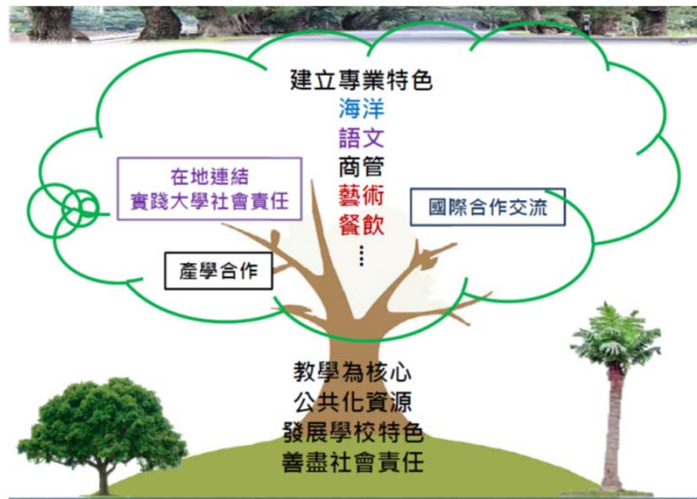 建立專業特色
海洋
語文
商管
藝術
餐飲
⋮
在地連結
實踐大學社會責任
國際合作交流
產學合作
教學為核心
公共化資源
發展學校特色
善盡社會責任